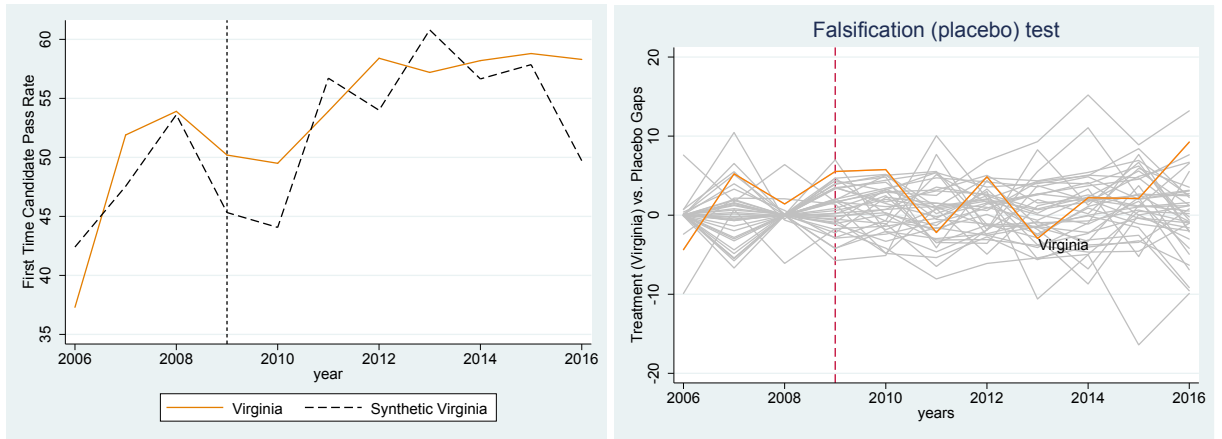 First Time Candidate Pass Rate
60
55
50
45
40
35
2006
2008
2010
2012
2014
2016
year
Virginia
Synthetic Virginia
Falsification (placebo) test
Treatment (Virginia) vs. Placebo Gaps
20
10
0
-10
-20
Virginia
2006
2008
2010
2012
2014
2016
years